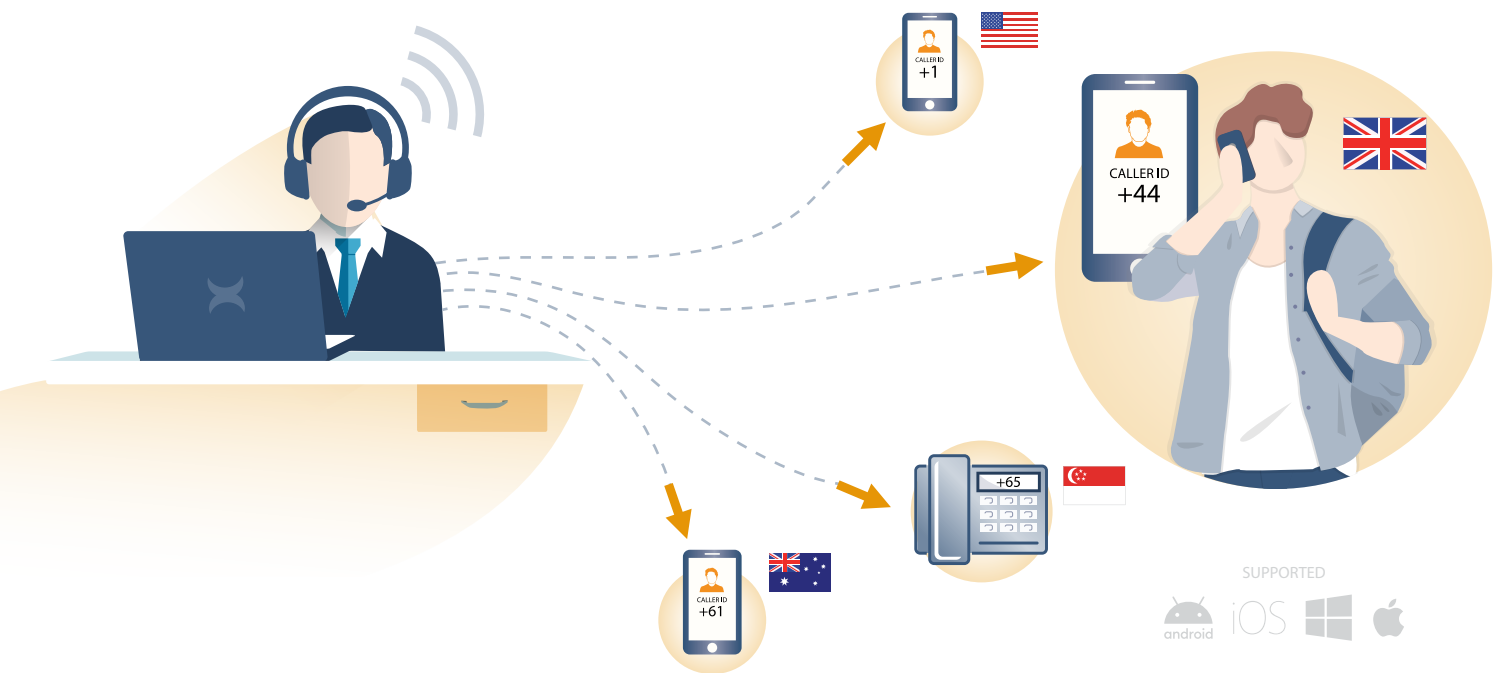 CALLER ID
+1
CALLER ID
+44
+65
CALLER ID
+61
SUPPORTED
android
iOS